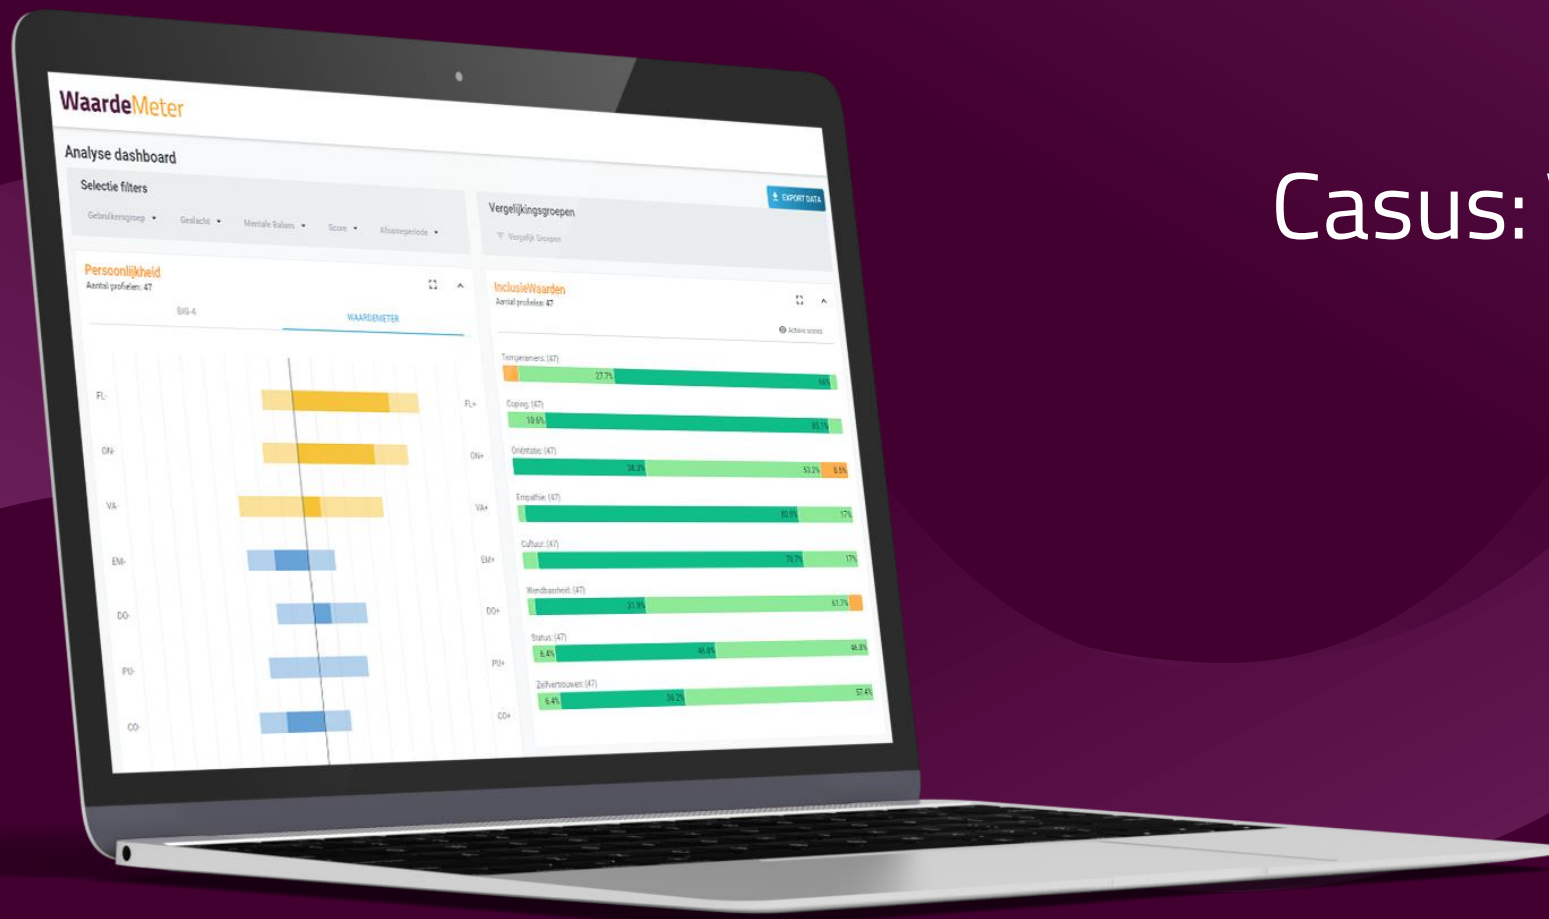 Casus:
WaardeMeter
Analyse dashboard
EXPORT DATA
Selectie filters
Gebruikersgroep
Geslacht
Mentale Balans
Score
Afnameperiode
Vergelijkingsgroepen
Vergelijk Groepen
Persoonlijkheid
Aantal profielen: 47
BIG-4
WAARDEMETER
FL- FL+
ON- ON+
VA- VA+
EM- EM+
DO- DO+
PU- PU+
CO- CO+
InclusieWaarden
Aantal profielen: 47
Actieve scores
Temperament: (47)
27.7% 66%
Coping: (47)
10.6% 85.1%
Oriëntatie: (47)
38.3% 53.2% 8.5%
Empathie: (47)
80.9% 17%
Cultuur: (47)
78.7% 17%
Wendbaarheid: (47)
31.9% 61.7%
Status: (47)
6.4% 46.8% 46.8%
Zelfvertrouwen: (47)
6.4% 36.2% 57.4%